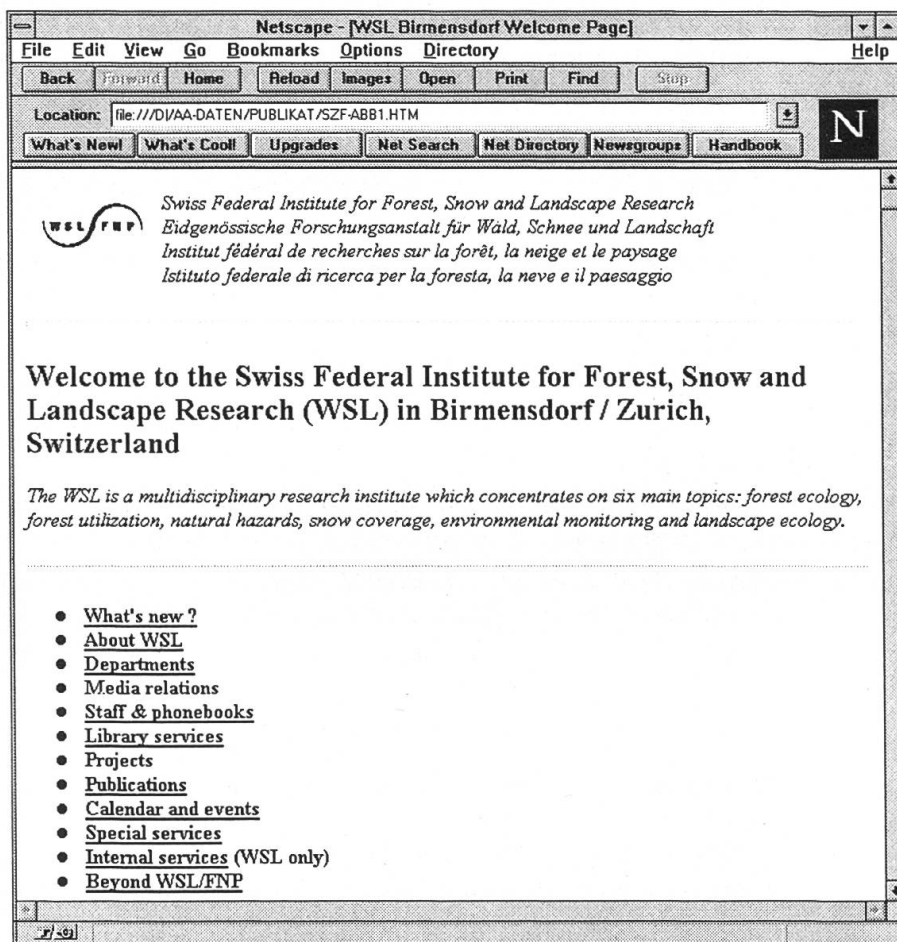 Netscape - [WSL Birmensdorf Welcome Page]
File Edit View Go Bookmarks Options Directory Help
Back Forward Home Reload Images Open Print Find Stop
Location: file:///D|/AA-DATEN/PUBLIKAT/SZF-ABB1.HTM
N
What's New! What's Cool! Upgrades Net Search Net Directory Newsgroups Handbook
WSL FNP
Swiss Federal Institute for Forest, Snow and Landscape Research
Eidgenössische Forschungsanstalt für Wald, Schnee und Landschaft
Institut fédéral de recherches sur la forêt, la neige et le paysage
Istituto federale di ricerca per la foresta, la neve e il paesaggio
Welcome to the Swiss Federal Institute for Forest, Snow and
Landscape Research (WSL) in Birmensdorf / Zurich,
Switzerland
The WSL is a multidisciplinary research institute which concentrates on six main topics: forest ecology,
forest utilization, natural hazards, snow coverage, environmental monitoring and landscape ecology.
What's new ?
About WSL
Departments
Media relations
Staff & phonebooks
Library services
Projects
Publications
Calendar and events
Special services
Internal services (WSL only)
Beyond WSL/FNP